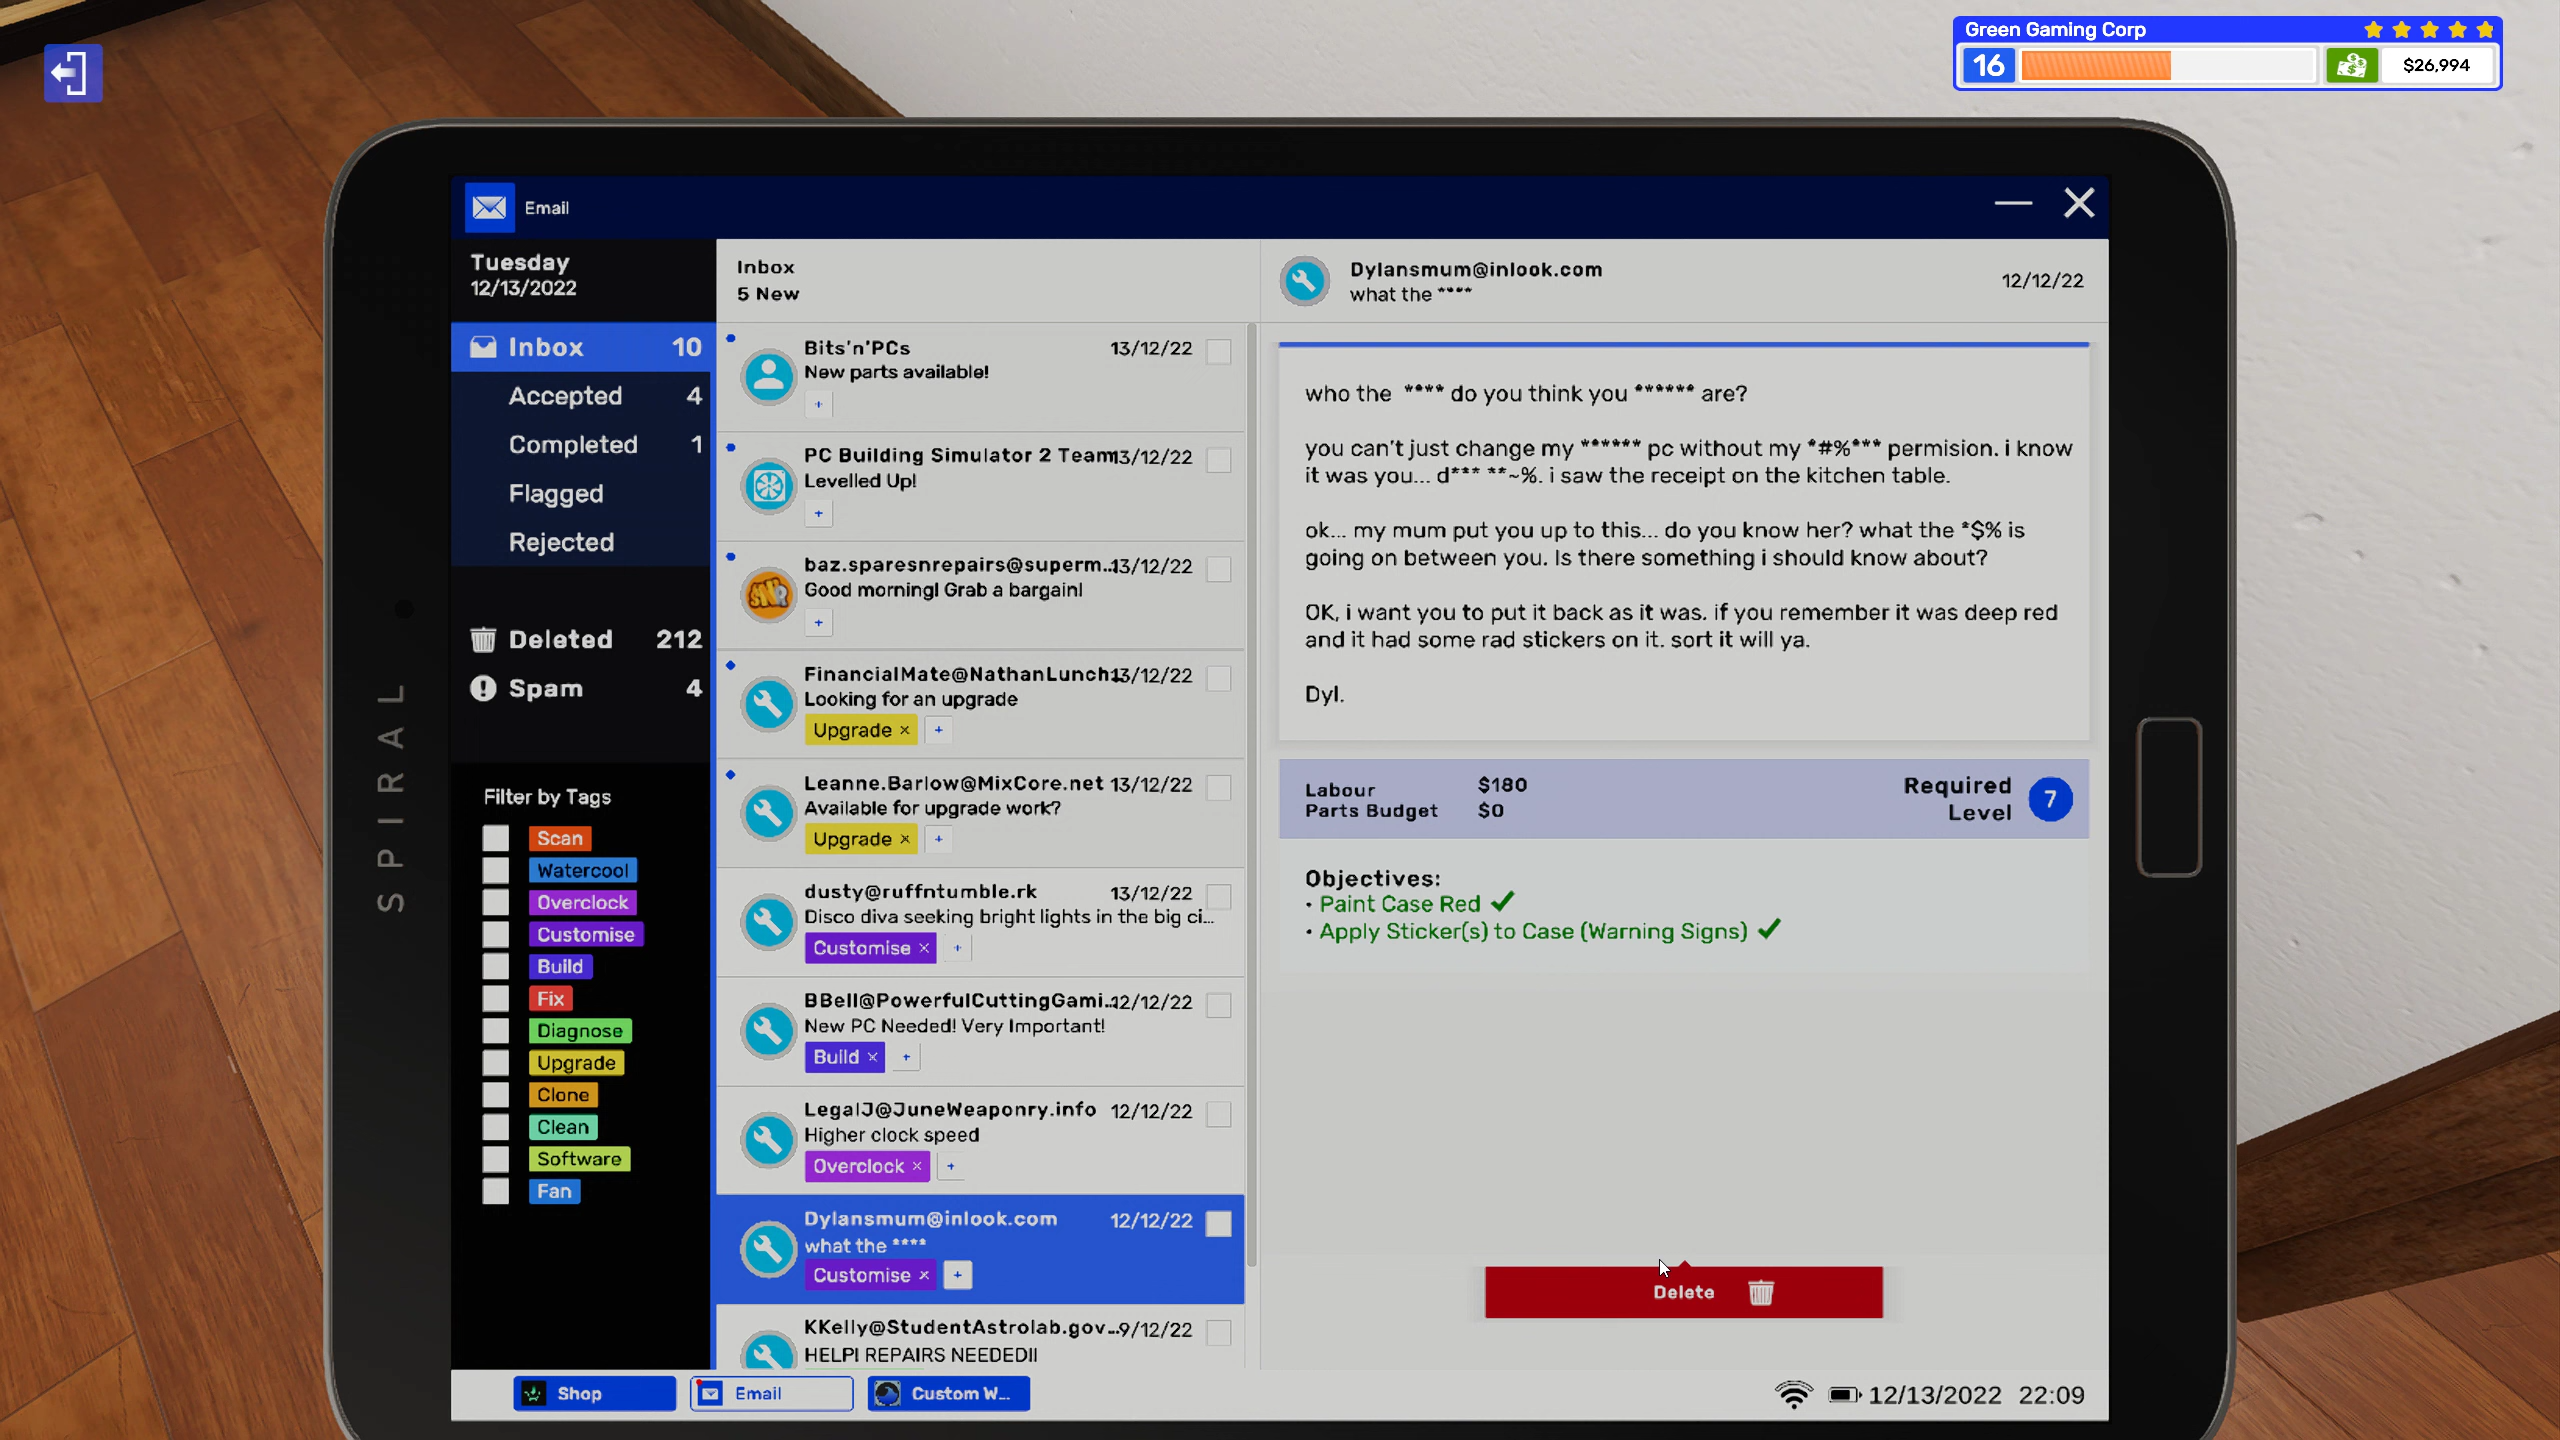 Green Gaming Corp
16
$26,994
SPIRAL
Email
Tuesday
12/13/2022
Inbox 10
Accepted 4
Completed 1
Flagged
Rejected
Deleted 212
Spam 4
Filter by Tags
Scan
Watercool
Overclock
Customise
Build
Fix
Diagnose
Upgrade
Clone
Clean
Software
Fan
Inbox
5 New
Bits'n'PCs 13/12/22
New parts available!
+
PC Building Simulator 2 Team 13/12/22
Levelled Up!
+
baz.sparesnrepairs@superm... 13/12/22
SNR
Good morning! Grab a bargain!
+
FinancialMate@NathanLunch... 13/12/22
Looking for an upgrade
Upgrade × +
Leanne.Barlow@MixCore.net 13/12/22
Available for upgrade work?
Upgrade × +
dusty@ruffntumble.rk 13/12/22
Disco diva seeking bright lights in the big ci...
Customise × +
BBell@PowerfulCuttingGami... 12/12/22
New PC Needed! Very Important!
Build × +
LegalJ@JuneWeaponry.info 12/12/22
Higher clock speed
Overclock × +
Dylansmum@inlook.com 12/12/22
what the ****
Customise × +
KKelly@StudentAstrolab.gov... 9/12/22
HELP! REPAIRS NEEDED!!
Dylansmum@inlook.com 12/12/22
what the ****
who the **** do you think you ****** are?
you can't just change my ****** pc without my *#%*** permision. i know
it was you... d*** **~%. i saw the receipt on the kitchen table.
ok... my mum put you up to this... do you know her? what the *$% is
going on between you. Is there something i should know about?
OK, i want you to put it back as it was. if you remember it was deep red
and it had some rad stickers on it. sort it will ya.
Dyl.
Labour $180
Parts Budget $0
Required
Level 7
Objectives:
• Paint Case Red ✓
• Apply Sticker(s) to Case (Warning Signs) ✓
Delete
Shop
Email
Custom W...
12/13/2022 22:09